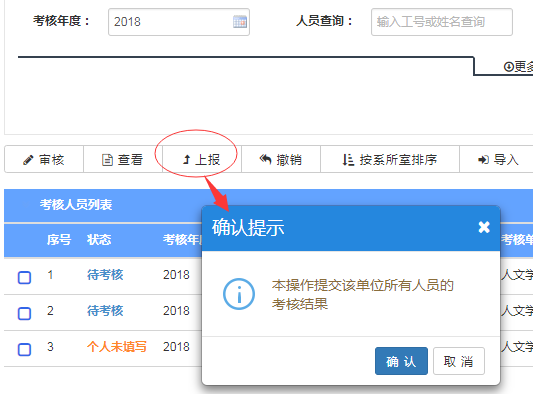 考核年度： 2018 人员查询： 输入工号或姓名查询
更多
审核 查看 上报 撤销 按系所室排序 导入
考核人员列表
序号 状态 考核年 考核单
1 待考核 2018 人文学
2 待考核 2018 人文学
3 个人未填写 2018 人文学
确认提示
本操作提交该单位所有人员的
考核结果
确 认 取 消